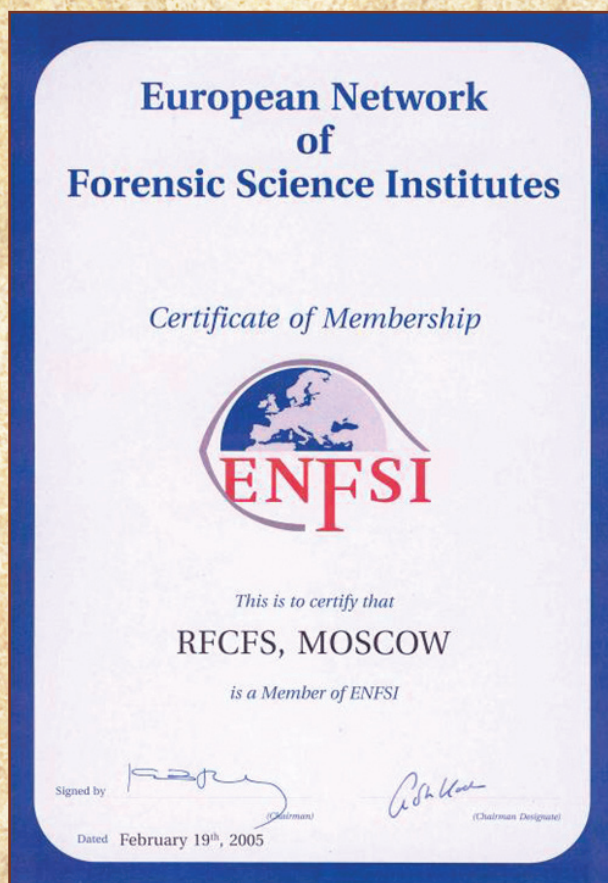 European Network
of
Forensic Science Institutes
Certificate of Membership
ENFSI
This is to certify that
RFCFS, MOSCOW
is a Member of ENFSI
Signed by
(Chairman)
(Chairman Designate)
Dated February 19th, 2005